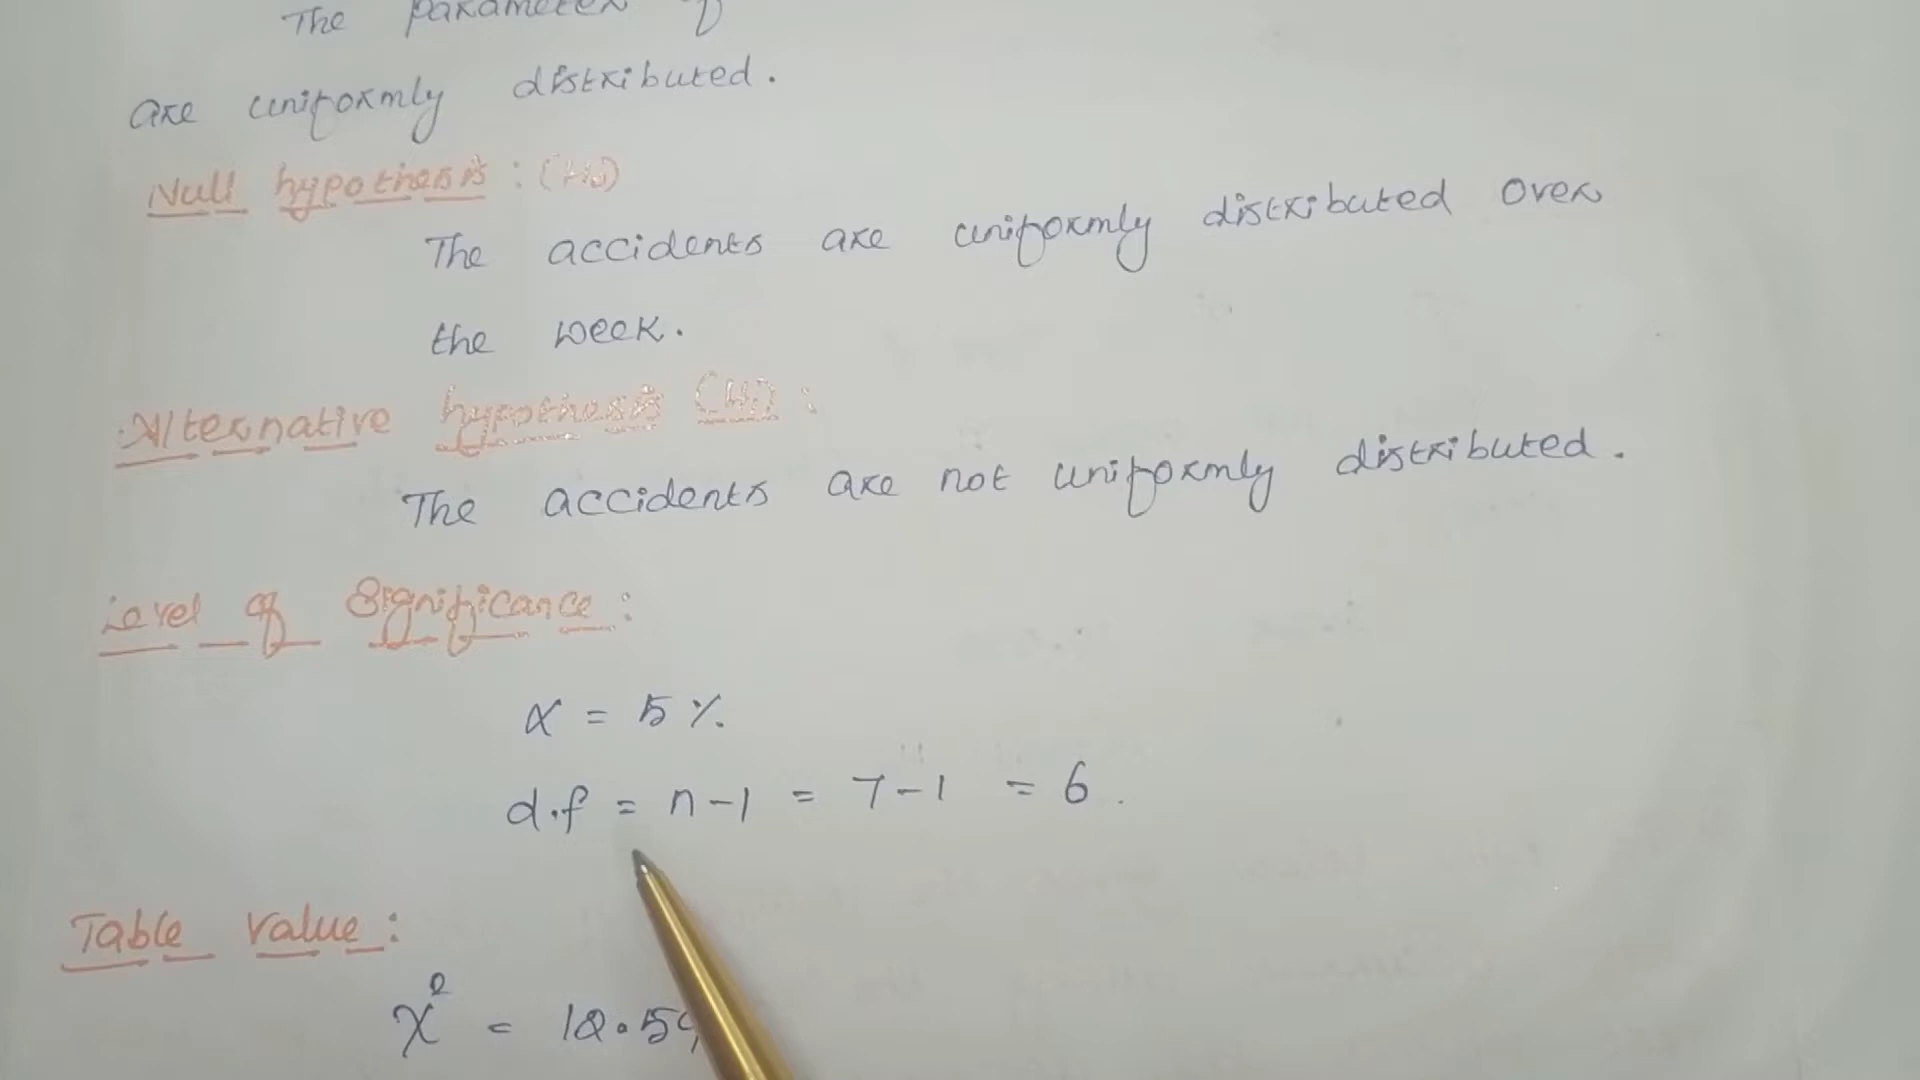 The parameter of
are uniformly distributed.
Null hypothesis : (H0)
The accidents are uniformly distributed over
the week.
Alternative hypothesis (H1) :
The accidents are not uniformly distributed.
Level of Significance :
α = 5 %.
d.f = n-1 = 7-1 = 6.
Table value :
χ² = 12.59